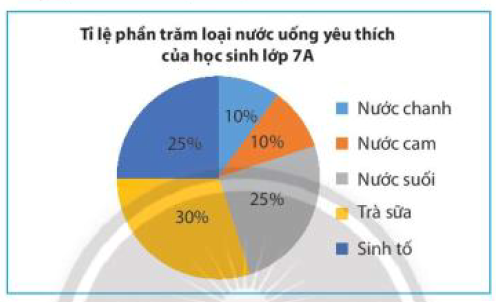 Tỉ lệ phần trăm loại nước uống yêu thích
của học sinh lớp 7A
10%
10%
25%
30%
25%
Nước chanh
Nước cam
Nước suối
Trà sữa
Sinh tố